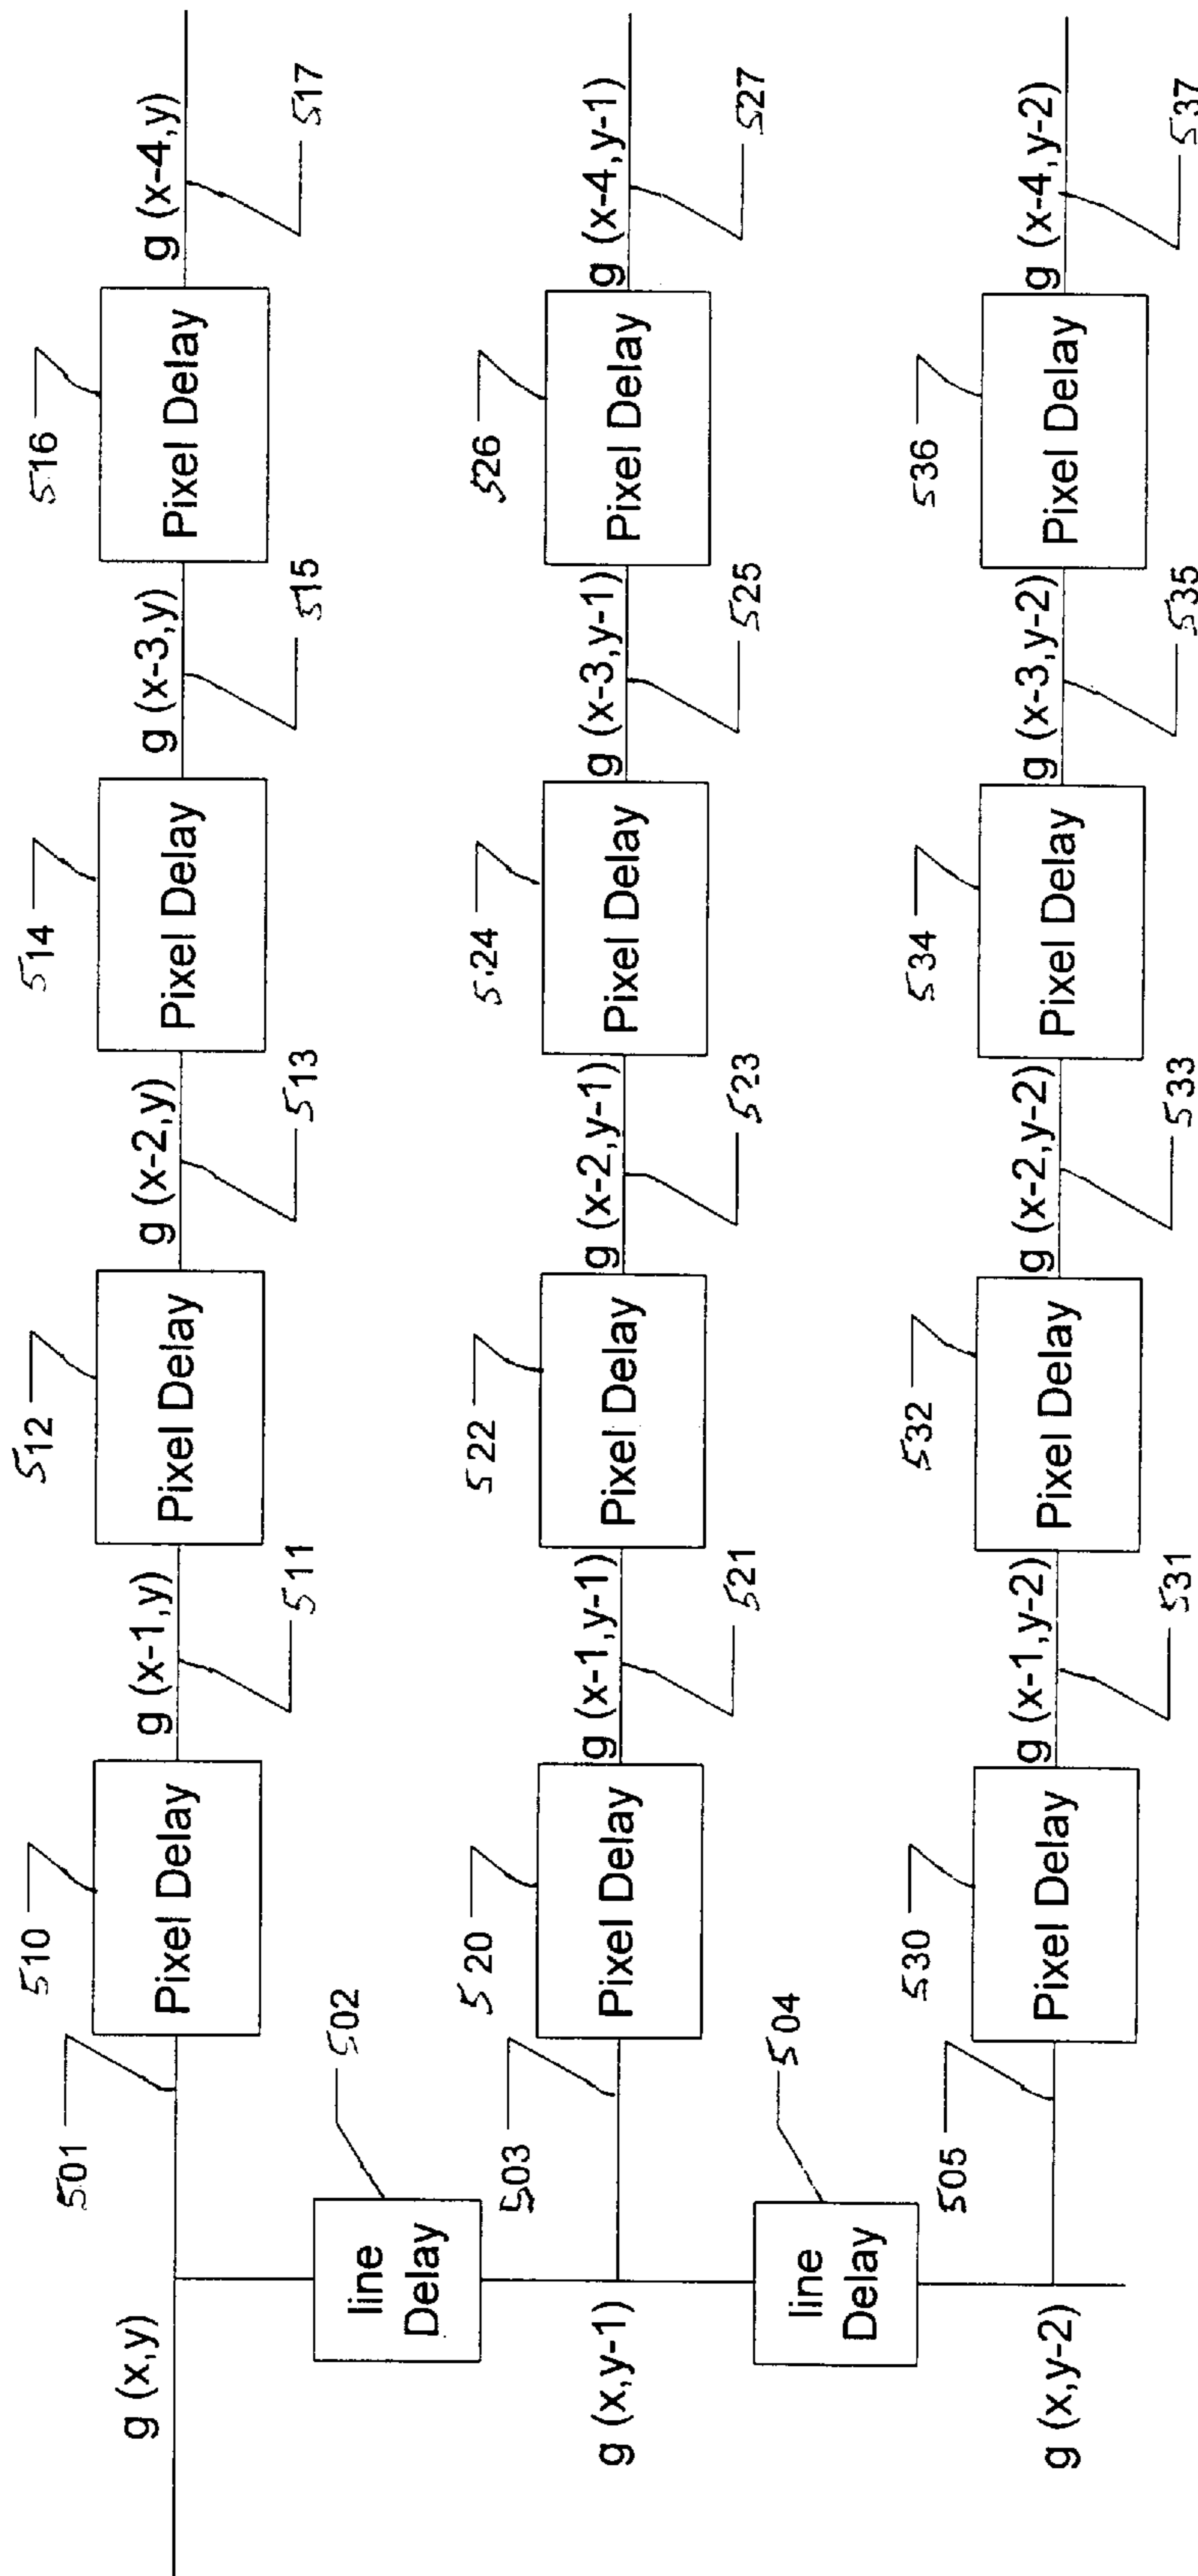 g (x,y)
501
510
Pixel Delay
g (x-1,y)
511
512
Pixel Delay
g (x-2,y)
513
514
Pixel Delay
g (x-3,y)
515
516
Pixel Delay
g (x-4,y)
517
line
Delay
502
g (x,y-1)
503
520
Pixel Delay
g (x-1,y-1)
521
522
Pixel Delay
g (x-2,y-1)
523
524
Pixel Delay
g (x-3,y-1)
525
526
Pixel Delay
g (x-4,y-1)
527
line
Delay
504
g (x,y-2)
505
530
Pixel Delay
g (x-1,y-2)
531
532
Pixel Delay
g (x-2,y-2)
533
534
Pixel Delay
g (x-3,y-2)
535
536
Pixel Delay
g (x-4,y-2)
537